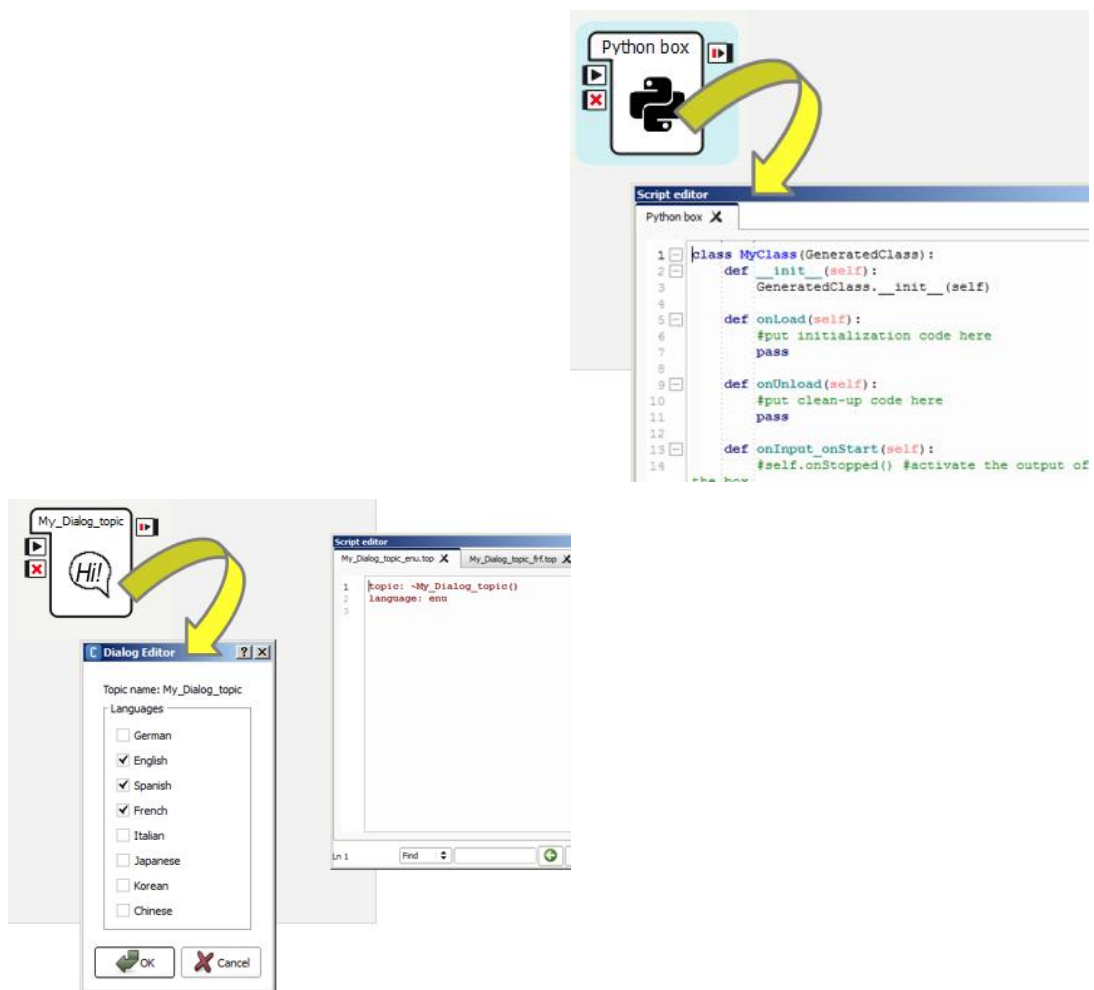 Python box
Script editor
Python box
1 class MyClass(GeneratedClass):
2 def __init__(self):
3 GeneratedClass.__init__(self)
4
5 def onLoad(self):
6 #put initialization code here
7 pass
8
9 def onUnload(self):
10 #put clean-up code here
11 pass
12
13 def onInput_onStart(self):
14 #self.onStopped() #activate the output of
the box
My_Dialog_topic
Hi!
Script editor
My_Dialog_topic_enu.top My_Dialog_topic_frf.top
1 topic: ~My_Dialog_topic()
2 language: enu
3
Ln 1 Find
C Dialog Editor ? X
Topic name: My_Dialog_topic
Languages
German
English
Spanish
French
Italian
Japanese
Korean
Chinese
OK Cancel